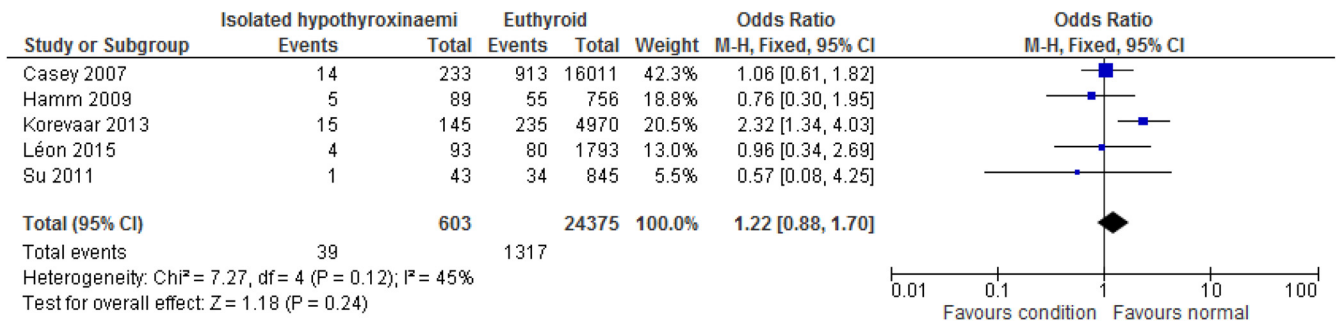 Isolated hypothyroxinaemi Euthyroid Odds Ratio Odds Ratio
Study or Subgroup Events Total Events Total Weight M-H, Fixed, 95% CI M-H, Fixed, 95% CI
Casey 2007 14 233 913 16011 42.3% 1.06 [0.61, 1.82]
Hamm 2009 5 89 55 756 18.8% 0.76 [0.30, 1.95]
Korevaar 2013 15 145 235 4970 20.5% 2.32 [1.34, 4.03]
Léon 2015 4 93 80 1793 13.0% 0.96 [0.34, 2.69]
Su 2011 1 43 34 845 5.5% 0.57 [0.08, 4.25]
Total (95% CI) 603 24375 100.0% 1.22 [0.88, 1.70]
Total events 39 1317
Heterogeneity: Chi² = 7.27, df = 4 (P = 0.12); I² = 45%
Test for overall effect: Z = 1.18 (P = 0.24)
0.01 0.1 1 10 100
Favours condition Favours normal